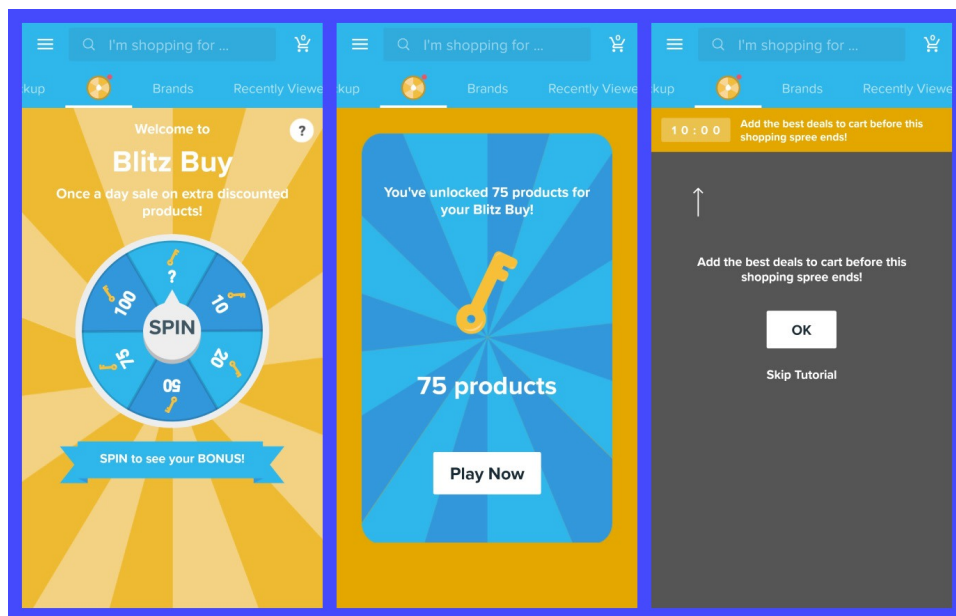 I'm shopping for ...
0
kup
Brands
Recently Viewe
Welcome to
?
Blitz Buy
Once a day sale on extra discounted
products!
?
10
20
50
75
100
SPIN
SPIN to see your BONUS!
I'm shopping for ...
0
kup
Brands
Recently Viewe
You've unlocked 75 products for
your Blitz Buy!
75 products
Play Now
I'm shopping for ...
0
kup
Brands
Recently Viewe
10:00
Add the best deals to cart before this
shopping spree ends!
Add the best deals to cart before this
shopping spree ends!
OK
Skip Tutorial